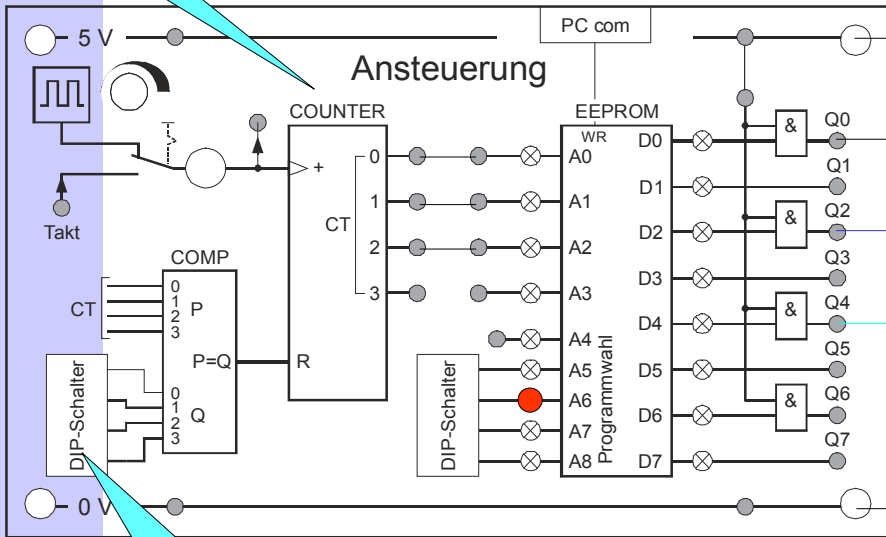 PC com
5 V
Ansteuerung
COUNTER
EEPROM
WR
+
0
1
CT
2
3
R
A0
A1
A2
A3
A4
A5
A6
A7
A8
Programmwahl
D0
D1
D2
D3
D4
D5
D6
D7
&
&
&
&
Q0
Q1
Q2
Q3
Q4
Q5
Q6
Q7
Takt
COMP
CT
0
1
2
3
P
P=Q
0
1
2
3
Q
DIP-Schalter
DIP-Schalter
0 V